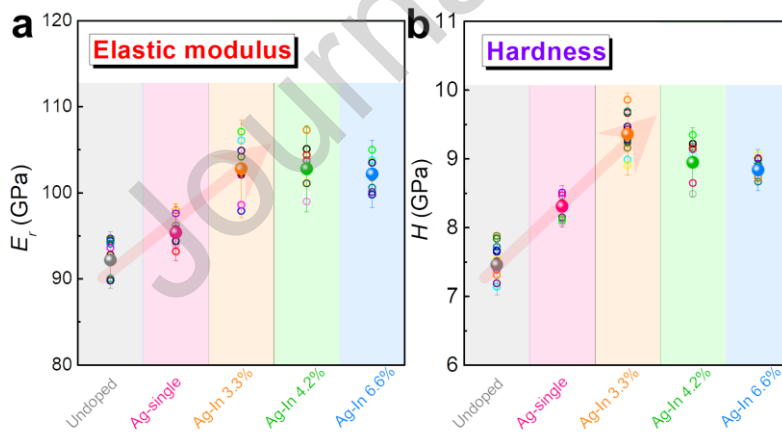 a
Elastic modulus
120
110
100
90
80
E_r (GPa)
Undoped
Ag-single
Ag-In 3.3%
Ag-In 4.2%
Ag-In 6.6%
b
Hardness
11
10
9
8
7
6
H (GPa)
Undoped
Ag-single
Ag-In 3.3%
Ag-In 4.2%
Ag-In 6.6%
Journa